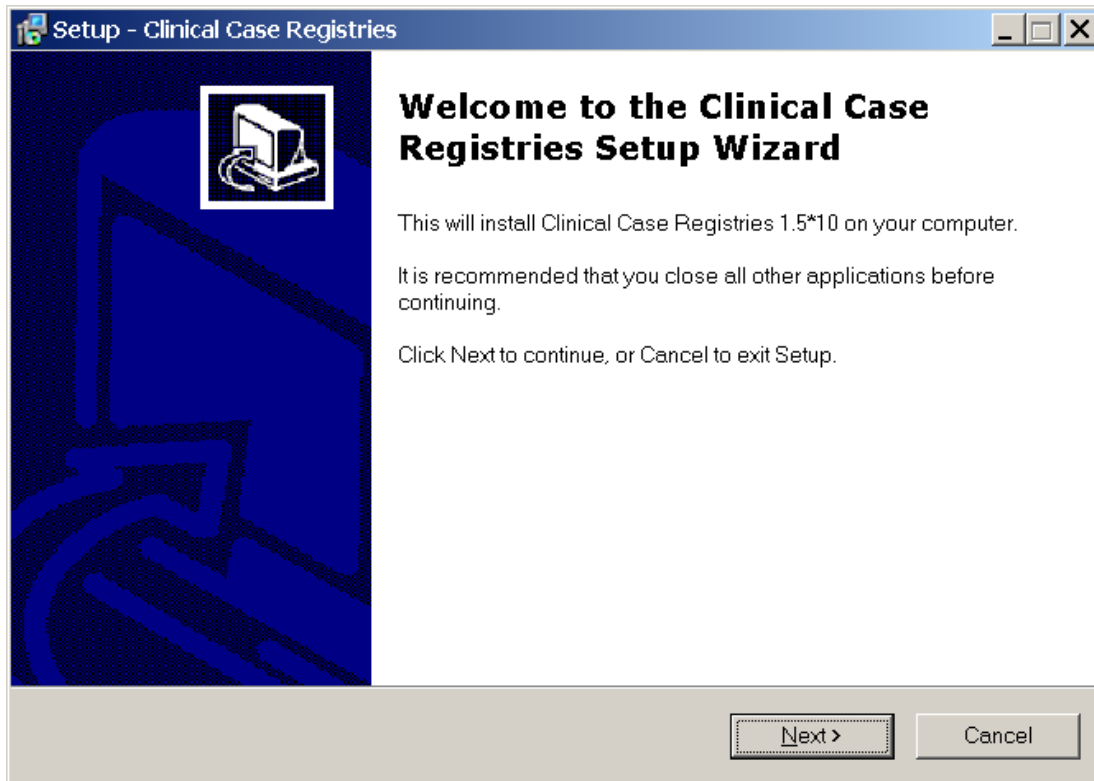 Setup - Clinical Case Registries
Welcome to the Clinical Case
Registries Setup Wizard
This will install Clinical Case Registries 1.5*10 on your computer.
It is recommended that you close all other applications before
continuing.
Click Next to continue, or Cancel to exit Setup.
Next >
Cancel